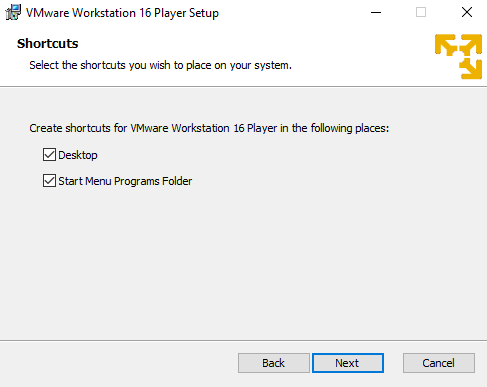 VMware Workstation 16 Player Setup
Shortcuts
Select the shortcuts you wish to place on your system.
Create shortcuts for VMware Workstation 16 Player in the following places:
Desktop
Start Menu Programs Folder
Back Next Cancel